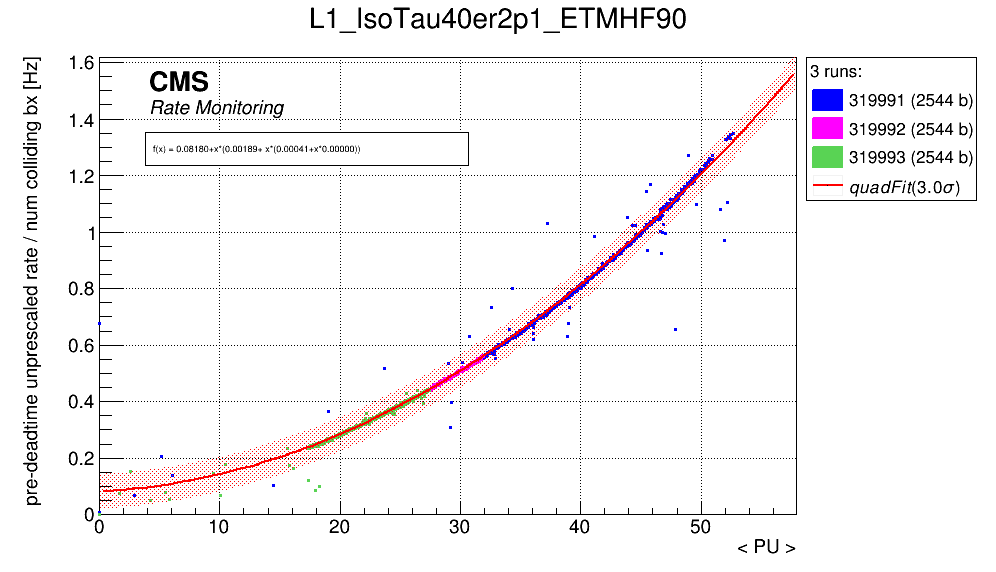 L1_IsoTau40er2p1_ETMHF90
pre-deadtime unprescaled rate / num colliding bx [Hz]
1.6
1.4
1.2
1
0.8
0.6
0.4
0.2
0
CMS
Rate Monitoring
f(x) = 0.08180+x*(0.00189+ x*(0.00041+x*0.00000))
3 runs:
319991 (2544 b)
319992 (2544 b)
319993 (2544 b)
quadFit(3.0σ)
0 10 20 30 40 50
< PU >